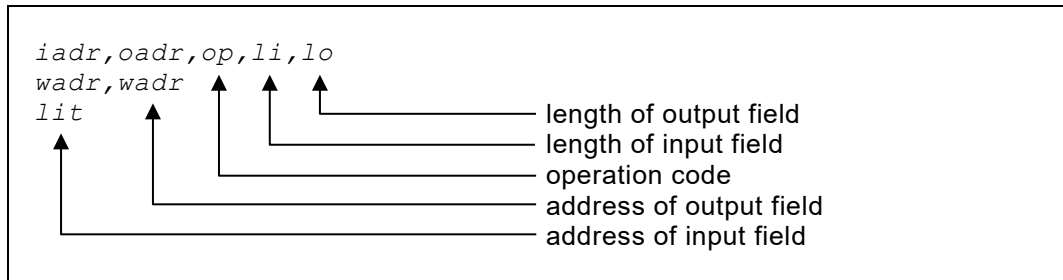 iadr,oadr,op,li,lo
wadr,wadr
lit
length of output field
length of input field
operation code
address of output field
address of input field